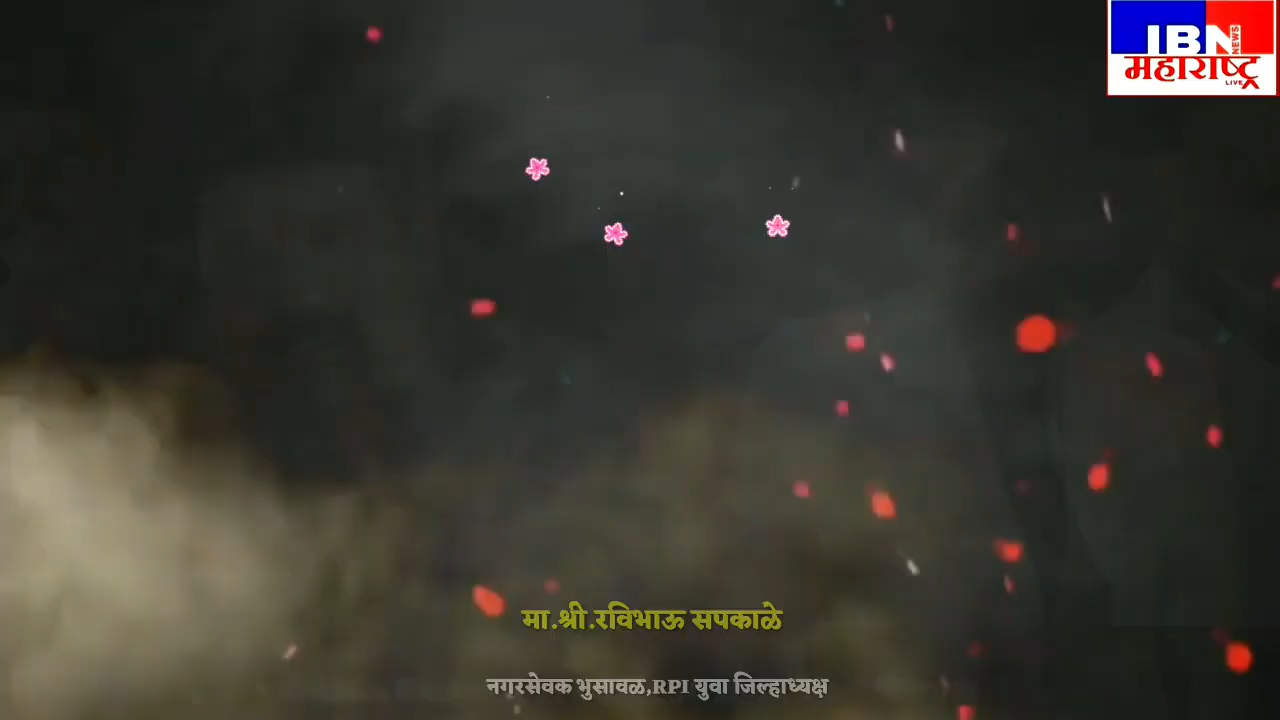 IBN
NEWS
महाराष्ट्र
LIVE
मा.श्री.रविभाऊ सपकाळे
नगरसेवक भुसावळ,RPI युवा जिल्हाध्यक्ष